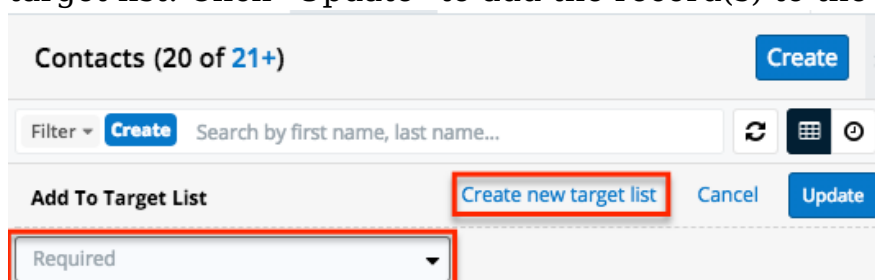 target list. Click "Update" to add the record(s) to the
Contacts (20 of 21+) Create
Filter Create Search by first name, last name...
Add To Target List Create new target list Cancel Update
Required